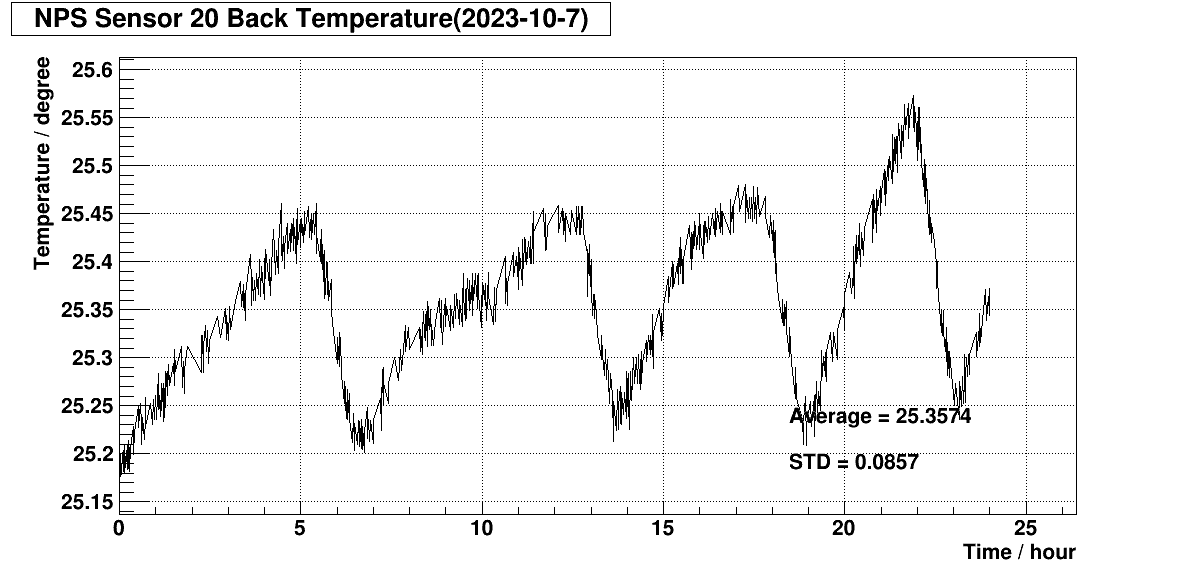 NPS Sensor 20 Back Temperature(2023-10-7)
Temperature / degree
25.6
25.55
25.5
25.45
25.4
25.35
25.3
25.25
25.2
25.15
Average = 25.3574
STD = 0.0857
0 5 10 15 20 25
Time / hour